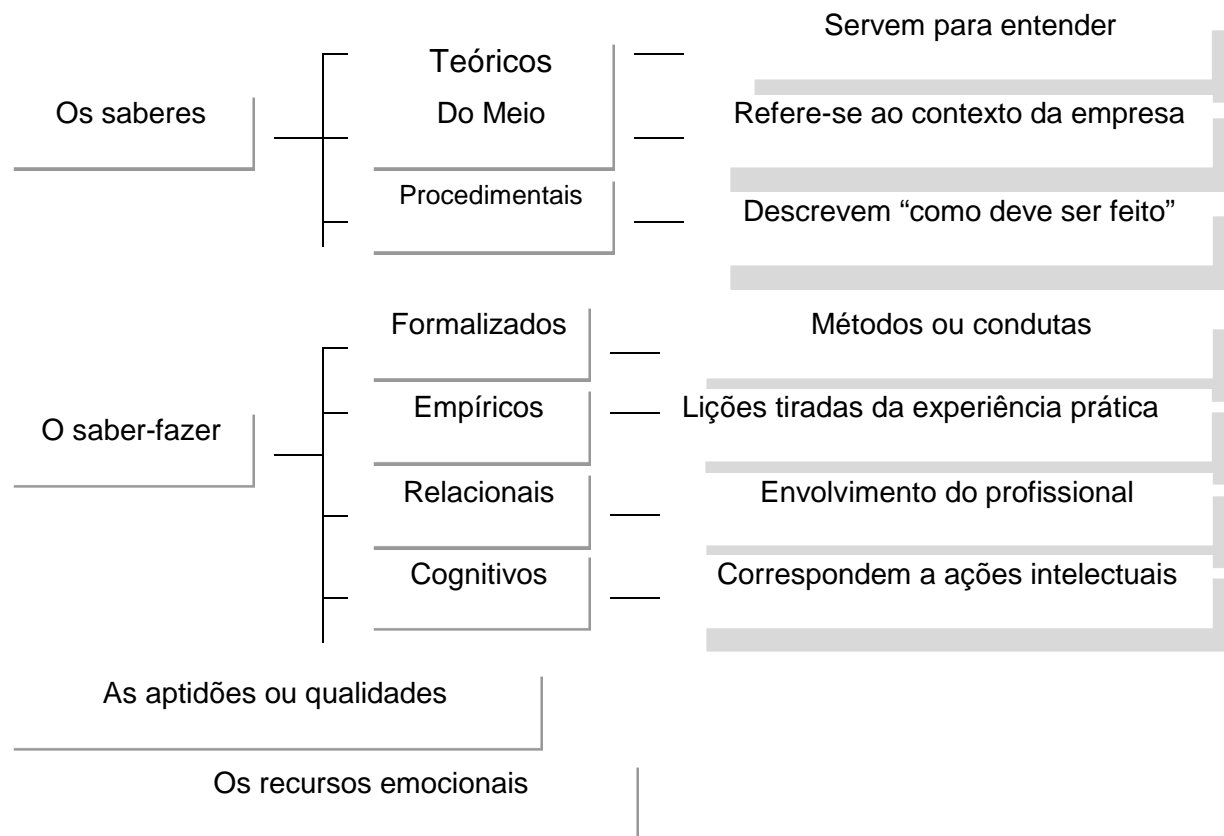 Servem para entender
Teóricos
Os saberes
Do Meio
Refere-se ao contexto da empresa
Procedimentais
Descrevem “como deve ser feito”
Formalizados
Métodos ou condutas
Empíricos
Lições tiradas da experiência prática
O saber-fazer
Relacionais
Envolvimento do profissional
Cognitivos
Correspondem a ações intelectuais
As aptidões ou qualidades
Os recursos emocionais